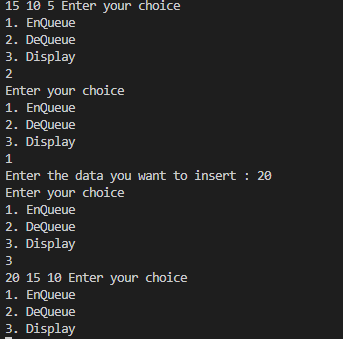 15 10 5 Enter your choice
1. EnQueue
2. DeQueue
3. Display
2
Enter your choice
1. EnQueue
2. DeQueue
3. Display
1
Enter the data you want to insert : 20
Enter your choice
1. EnQueue
2. DeQueue
3. Display
3
20 15 10 Enter your choice
1. EnQueue
2. DeQueue
3. Display